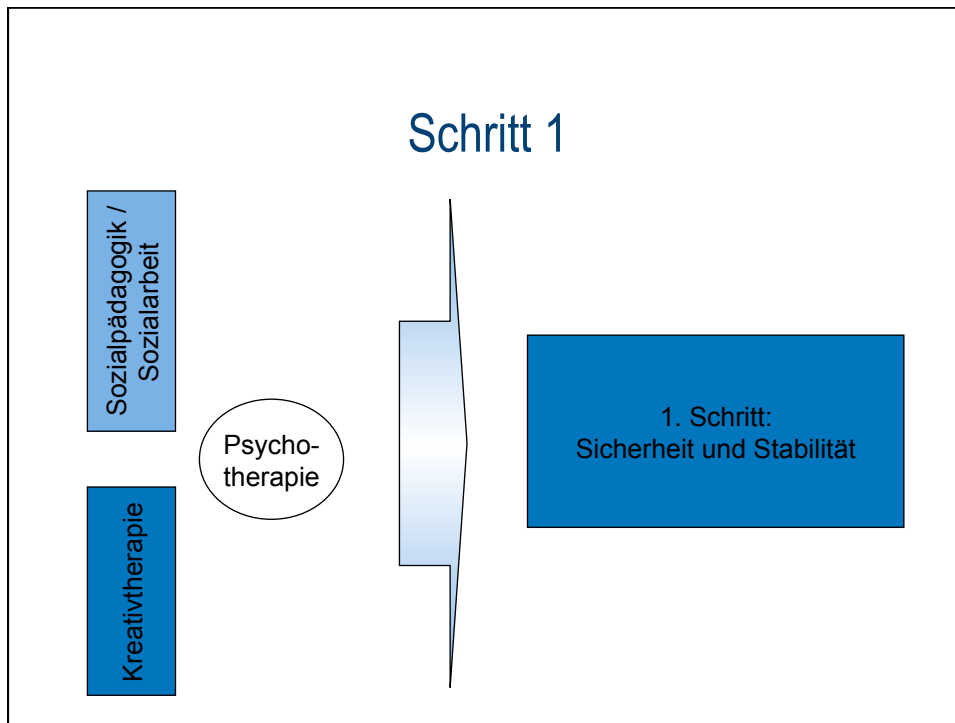 Schritt 1
Sozialpädagogik /
Sozialarbeit
Psycho-
therapie
Kreativtherapie
1. Schritt:
Sicherheit und Stabilität